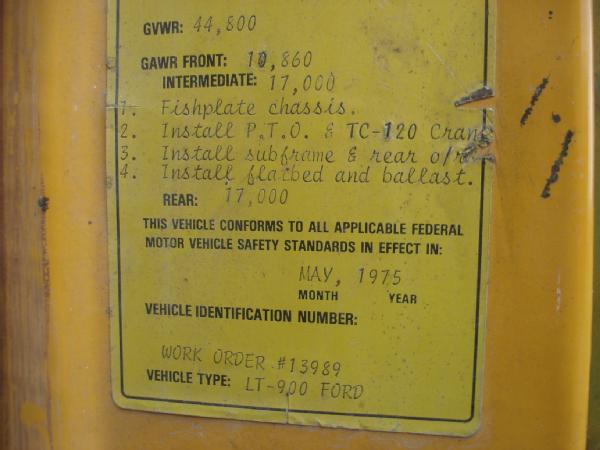 GVWR: 44,800
GAWR FRONT: 10,860
INTERMEDIATE: 17,000
1. Fishplate chassis.
2. Install P.T.O. & TC-120 Crane
3. Install subframe & rear
4. Install flatbed and ballast.
REAR: 17,000
THIS VEHICLE CONFORMS TO ALL APPLICABLE FEDERAL
MOTOR VEHICLE SAFETY STANDARDS IN EFFECT IN:
MAY, 1975
MONTH YEAR
VEHICLE IDENTIFICATION NUMBER:
WORK ORDER #13989
VEHICLE TYPE: LT-900 FORD